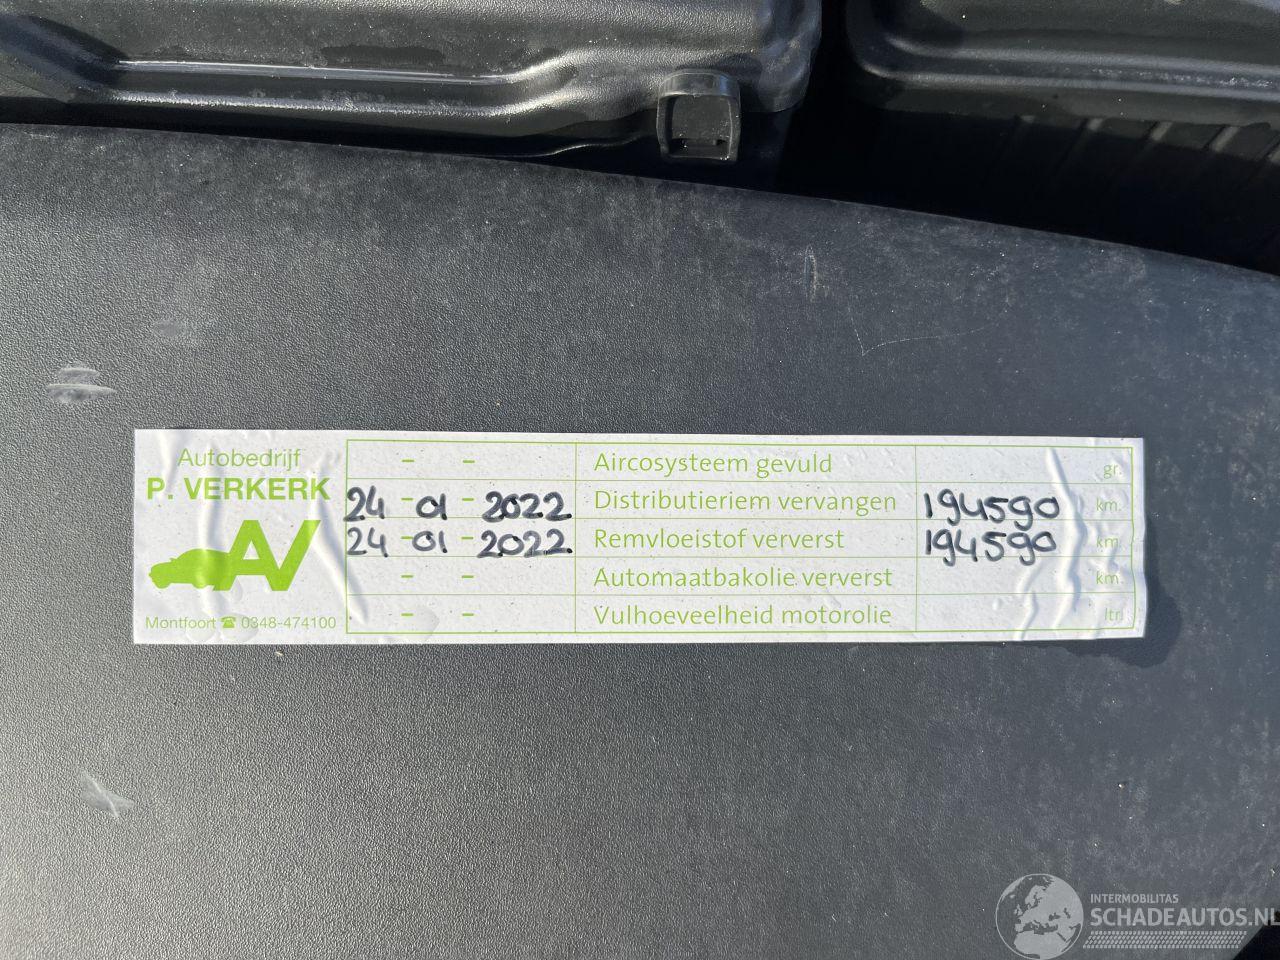 Autobedrijf
P. VERKERK
AV
Montfoort ☎ 0348-474100
- - Aircosysteem gevuld gr.
24 - 01 - 2022 Distributieriem vervangen 194590 km.
24 - 01 - 2022 Remvloeistof ververst 194590 km.
- - Automaatbakolie ververst km.
- - Vulhoeveelheid motorolie ltr.
INTERMOBILITAS
SCHADEAUTOS.NL